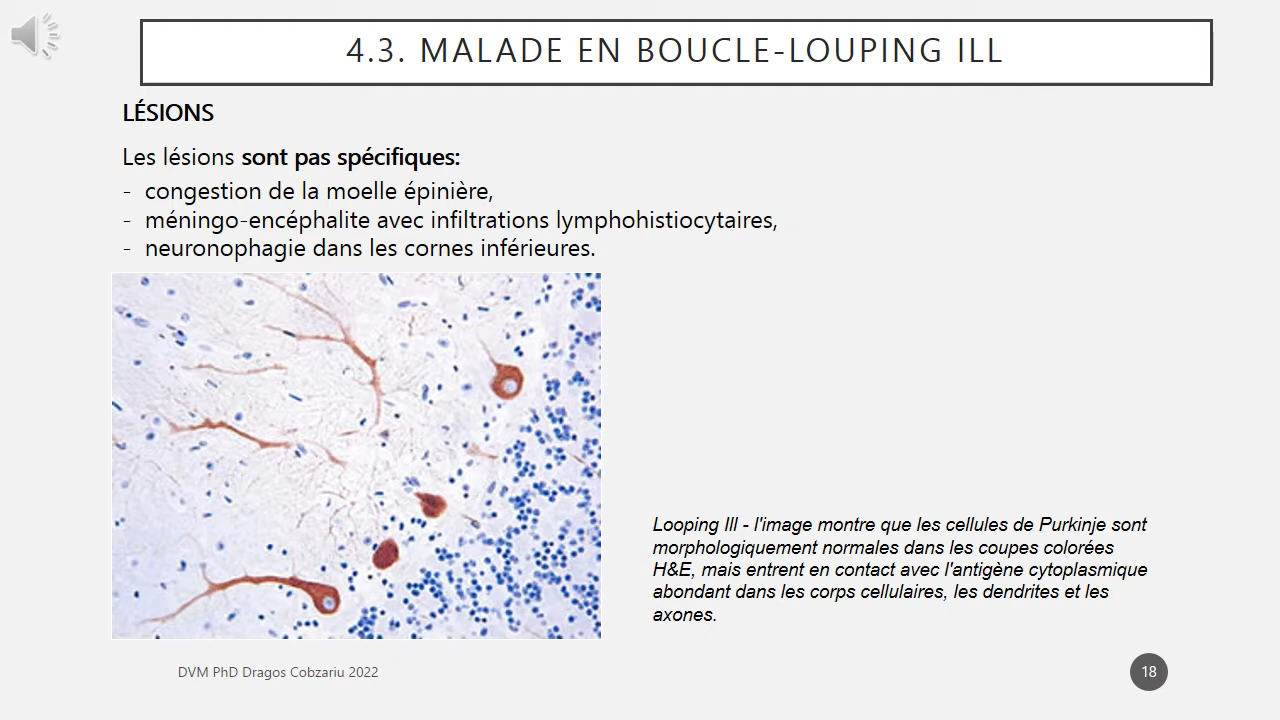 4.3. MALADE EN BOUCLE-LOUPING ILL
LÉSIONS
Les lésions sont pas spécifiques:
- congestion de la moelle épinière,
- méningo-encéphalite avec infiltrations lymphohistiocytaires,
- neuronophagie dans les cornes inférieures.
Looping Ill - l'image montre que les cellules de Purkinje sont
morphologiquement normales dans les coupes colorées
H&E, mais entrent en contact avec l'antigène cytoplasmique
abondant dans les corps cellulaires, les dendrites et les
axones.
DVM PhD Dragos Cobzariu 2022
18